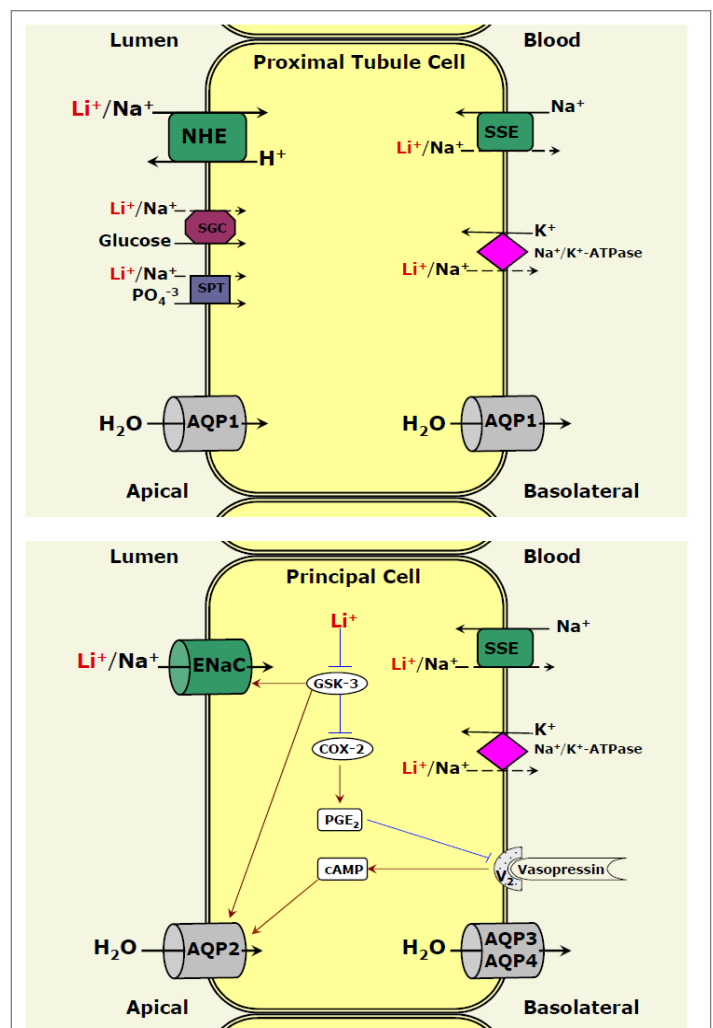 Lumen
Blood
Proximal Tubule Cell
Li⁺/Na⁺
NHE
H⁺
Na⁺
SSE
Li⁺/Na⁺
Li⁺/Na⁺
SGC
Glucose
Li⁺/Na⁺
SPT
PO₄⁻³
K⁺
Na⁺/K⁺-ATPase
Li⁺/Na⁺
H₂O
AQP1
H₂O
AQP1
Apical
Basolateral
Lumen
Blood
Principal Cell
Li⁺
Li⁺/Na⁺
ENaC
GSK-3
COX-2
PGE₂
cAMP
Na⁺
SSE
Li⁺/Na⁺
K⁺
Na⁺/K⁺-ATPase
Li⁺/Na⁺
V₂
Vasopressin
H₂O
AQP2
H₂O
AQP3
AQP4
Apical
Basolateral